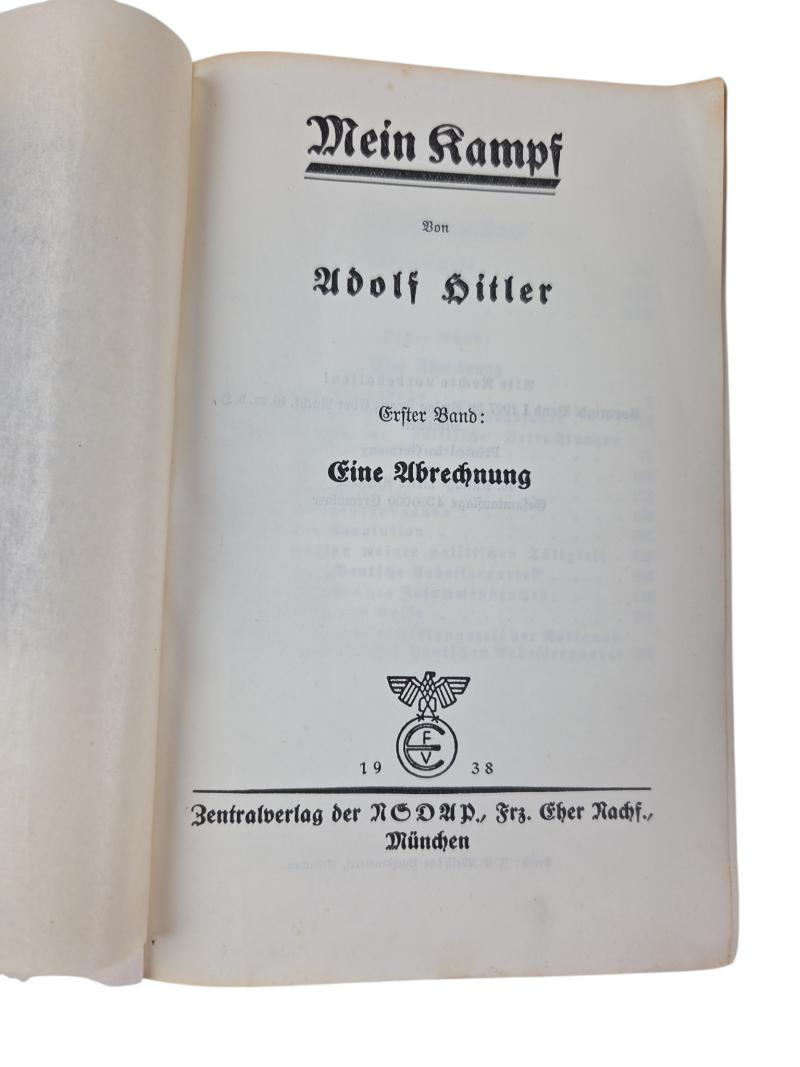 Mein Kampf
Von
Adolf Hitler
Erster Band:
Eine Abrechnung
F
E
V
19 38
Zentralverlag der NSDAP., Frz. Eher Nachf.,
München